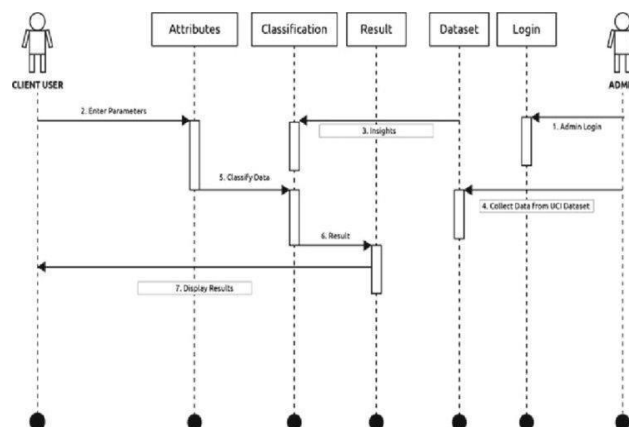 Attributes
Classification
Result
Dataset
Login
CLIENT USER
ADMI
2. Enter Parameters
3. Insights
1. Admin Login
5. Classify Data
4. Collect Data from UCI Dataset
6. Result
7. Display Results